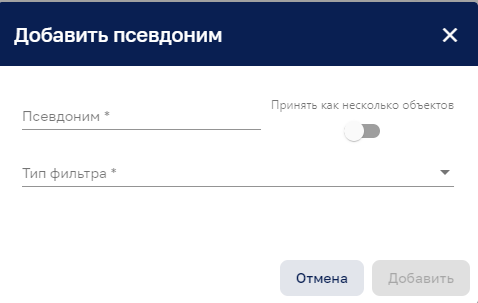 Добавить псевдоним
Псевдоним *
Принять как несколько объектов
Тип фильтра *
Отмена
Добавить